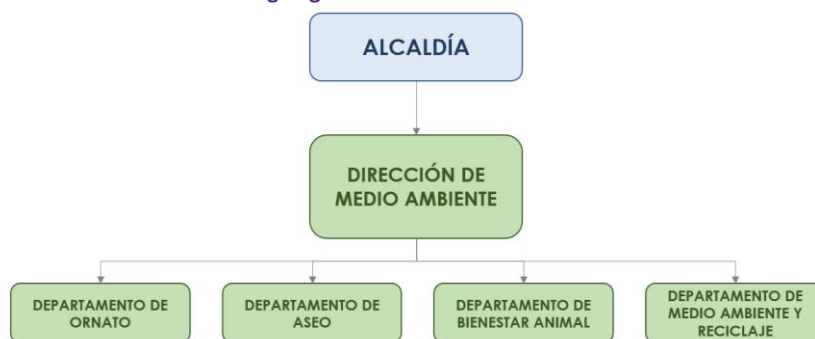 ALCALDÍA
DIRECCIÓN DE
MEDIO AMBIENTE
DEPARTAMENTO DE
ORNATO
DEPARTAMENTO DE
ASEO
DEPARTAMENTO DE
BIENESTAR ANIMAL
DEPARTAMENTO DE
MEDIO AMBIENTE Y
RECICLAJE